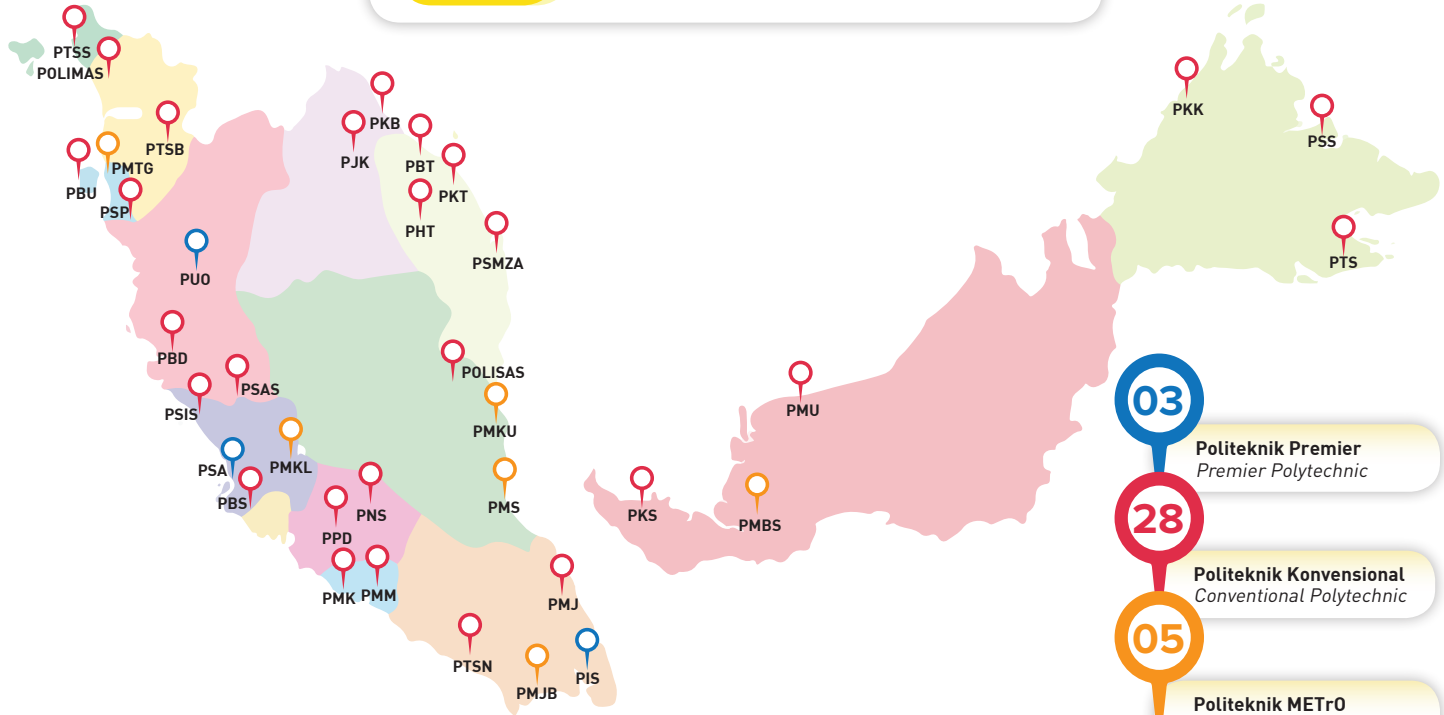 PTSS
POLIMAS
PTSB
PMTG
PBU
PSP
PUO
PBD
PSAS
PSIS
PSA
PMKL
PBS
PKB
PJK
PBT
PKT
PHT
PSMZA
POLISAS
PMKU
PMS
PNS
PPD
PMK
PMM
PMJ
PTSN
PMJB
PIS
PKK
PSS
PTS
PMU
PKS
PMBS
03
Politeknik Premier
Premier Polytechnic
28
Politeknik Konvensional
Conventional Polytechnic
05
Politeknik METrO